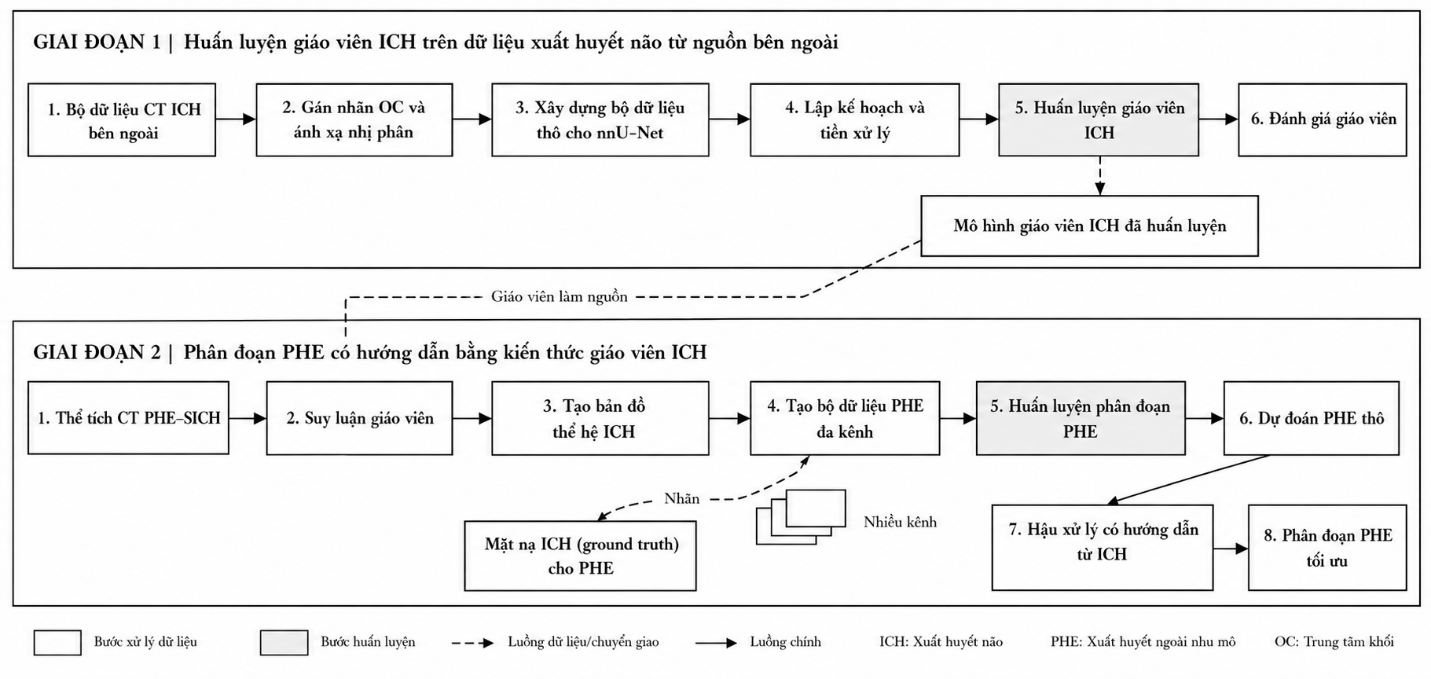 GIAI ĐOẠN 1 | Huấn luyện giáo viên ICH trên dữ liệu xuất huyết não từ nguồn bên ngoài
1. Bộ dữ liệu CT ICH
bên ngoài
2. Gán nhãn OC và
ánh xạ nhị phân
3. Xây dựng bộ dữ liệu
thô cho nnU-Net
4. Lập kế hoạch và
tiền xử lý
5. Huấn luyện giáo viên
ICH
6. Đánh giá giáo viên
Mô hình giáo viên ICH đã huấn luyện
Giáo viên làm nguồn
GIAI ĐOẠN 2 | Phân đoạn PHE có hướng dẫn bằng kiến thức giáo viên ICH
1. Thể tích CT PHE-SICH
2. Suy luận giáo viên
3. Tạo bản đồ
thể hệ ICH
4. Tạo bộ dữ liệu PHE
đa kênh
5. Huấn luyện phân đoạn
PHE
6. Dự đoán PHE thô
Nhãn
Mặt nạ ICH (ground truth)
cho PHE
Nhiều kênh
7. Hậu xử lý có hướng dẫn
từ ICH
8. Phân đoạn PHE
tối ưu
Bước xử lý dữ liệu
Bước huấn luyện
Luồng dữ liệu/chuyển giao
Luồng chính
ICH: Xuất huyết não
PHE: Xuất huyết ngoài nhu mô
OC: Trung tâm khối